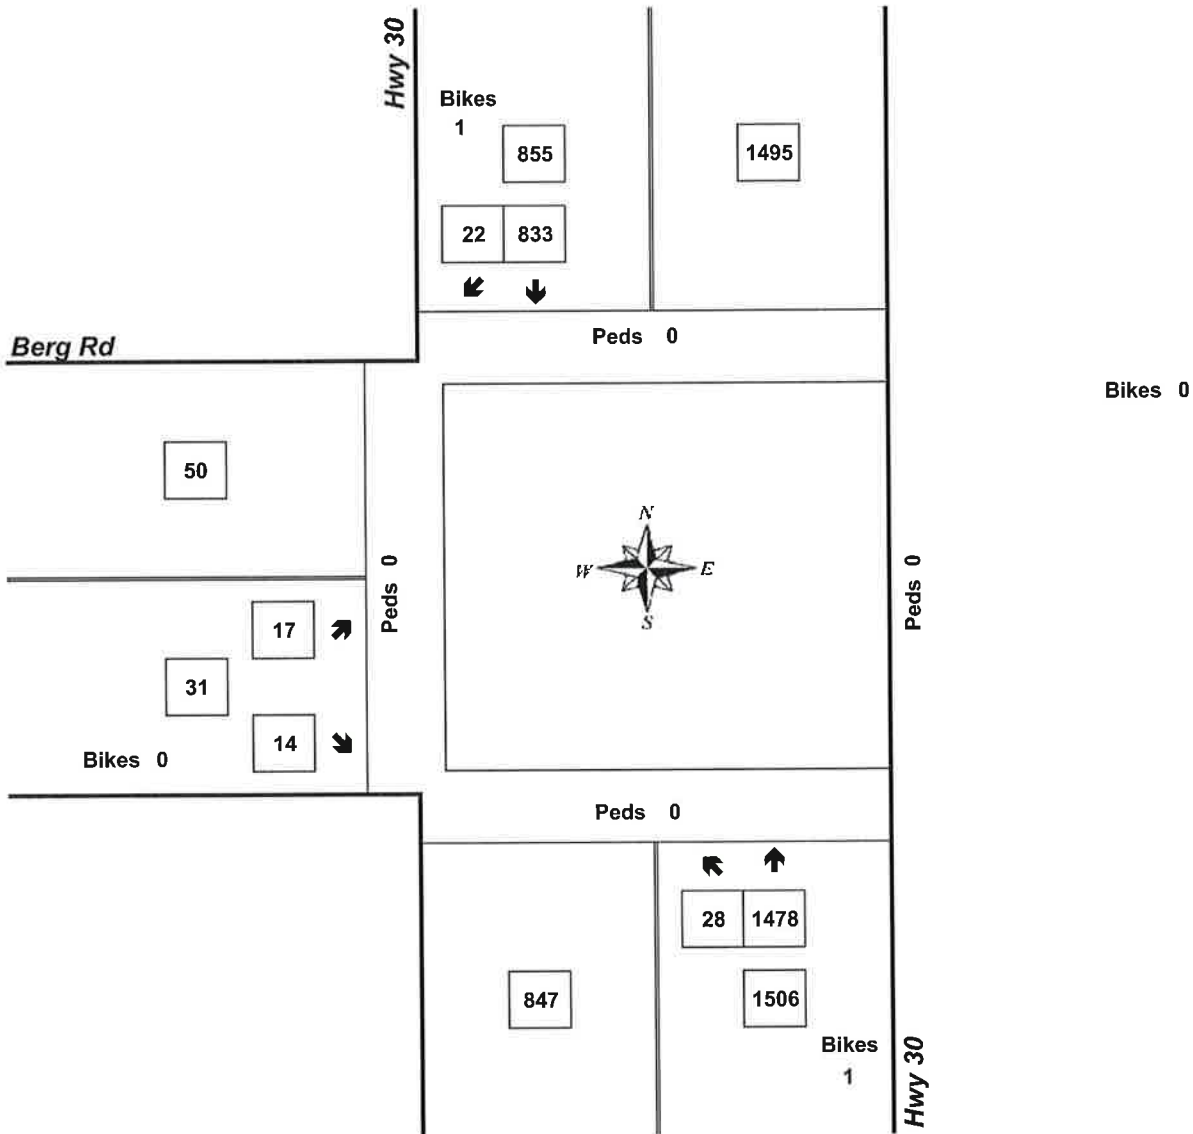 Hwy 30
Bikes
1
855
1495
22 833
Peds 0
Berg Rd
Bikes 0
50
N
W E
S
Peds 0
Peds 0
17
31
14
Bikes 0
Peds 0
28 1478
847
1506
Bikes
1
Hwy 30